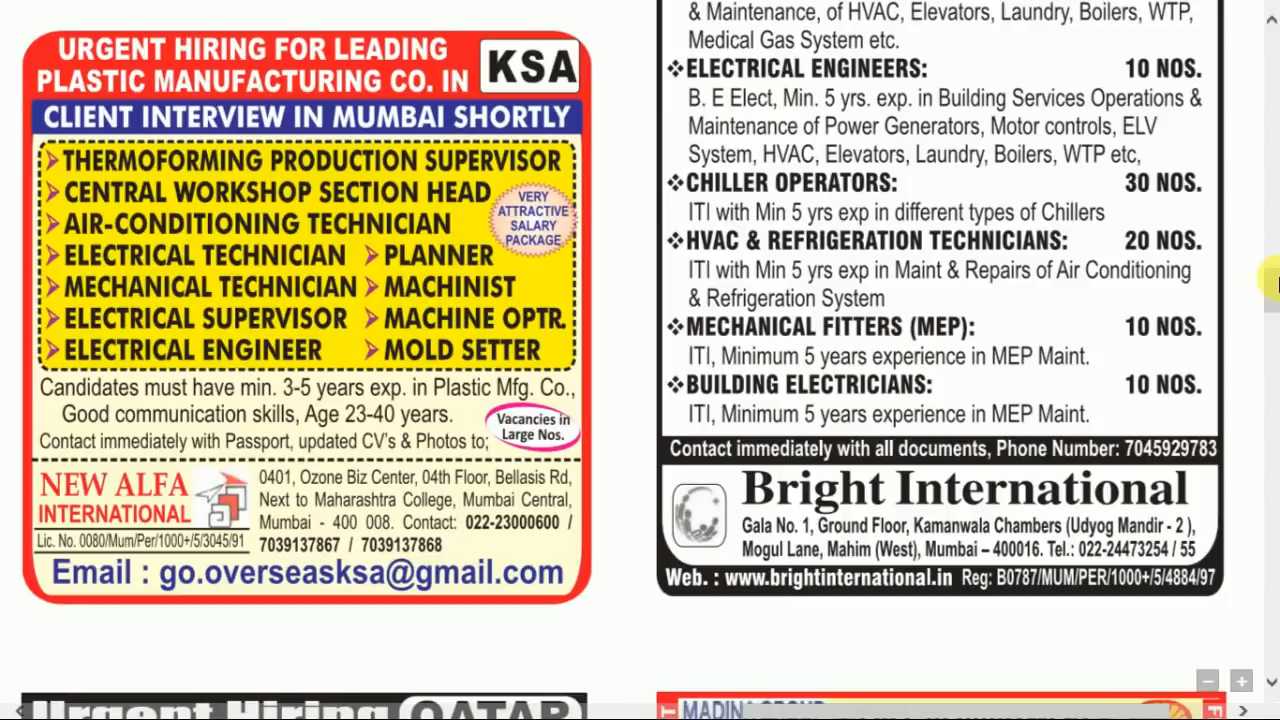 URGENT HIRING FOR LEADING
PLASTIC MANUFACTURING CO. IN KSA
CLIENT INTERVIEW IN MUMBAI SHORTLY
THERMOFORMING PRODUCTION SUPERVISOR
CENTRAL WORKSHOP SECTION HEAD
AIR-CONDITIONING TECHNICIAN
ELECTRICAL TECHNICIAN
PLANNER
MECHANICAL TECHNICIAN
MACHINIST
ELECTRICAL SUPERVISOR
MACHINE OPTR.
ELECTRICAL ENGINEER
MOLD SETTER
VERY
ATTRACTIVE
SALARY
PACKAGE
Candidates must have min. 3-5 years exp. in Plastic Mfg. Co.,
Good communication skills, Age 23-40 years.
Contact immediately with Passport, updated CV's & Photos to;
Vacancies in
Large Nos.
NEW ALFA
INTERNATIONAL
Lic. No. 0080/Mum/Per/1000+/5/3045/91
0401, Ozone Biz Center, 04th Floor, Bellasis Rd,
Next to Maharashtra College, Mumbai Central,
Mumbai - 400 008. Contact: 022-23000600 /
7039137867 / 7039137868
Email : go.overseasksa@gmail.com
Urgent Hiring QATAR
& Maintenance, of HVAC, Elevators, Laundry, Boilers, WTP,
Medical Gas System etc.
ELECTRICAL ENGINEERS: 10 NOS.
B. E Elect, Min. 5 yrs. exp. in Building Services Operations &
Maintenance of Power Generators, Motor controls, ELV
System, HVAC, Elevators, Laundry, Boilers, WTP etc,
CHILLER OPERATORS: 30 NOS.
ITI with Min 5 yrs exp in different types of Chillers
HVAC & REFRIGERATION TECHNICIANS: 20 NOS.
ITI with Min 5 yrs exp in Maint & Repairs of Air Conditioning
& Refrigeration System
MECHANICAL FITTERS (MEP): 10 NOS.
ITI, Minimum 5 years experience in MEP Maint.
BUILDING ELECTRICIANS: 10 NOS.
ITI, Minimum 5 years experience in MEP Maint.
Contact immediately with all documents, Phone Number: 7045929783
Bright International
Gala No. 1, Ground Floor, Kamanwala Chambers (Udyog Mandir - 2 ),
Mogul Lane, Mahim (West), Mumbai – 400016. Tel.: 022-24473254 / 55
Web. : www.brightinternational.in Reg: B0787/MUM/PER/1000+/5/4884/97